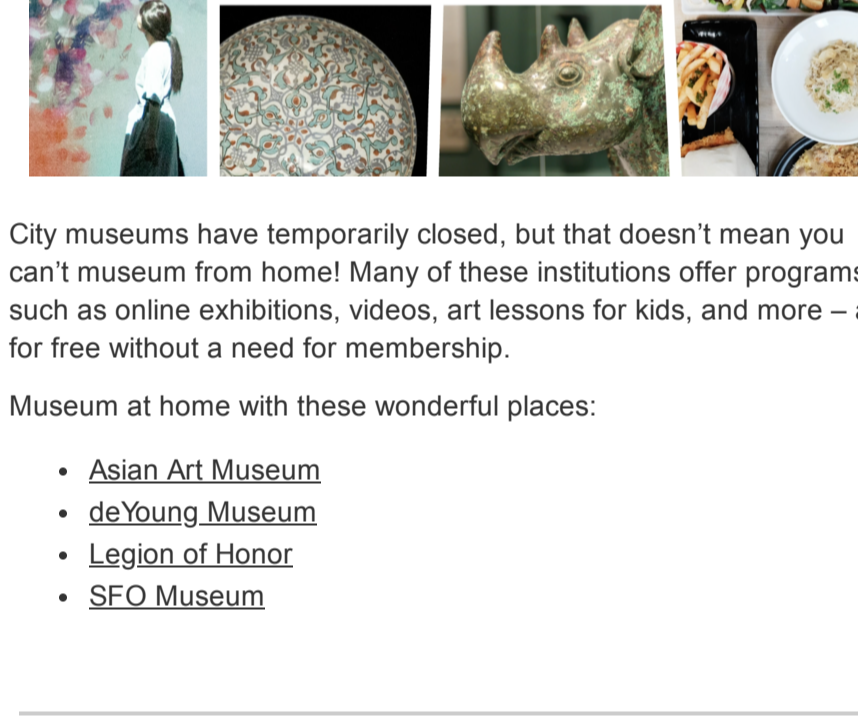 City museums have temporarily closed, but that doesn’t mean you
can’t museum from home! Many of these institutions offer programs
such as online exhibitions, videos, art lessons for kids, and more –
for free without a need for membership.
Museum at home with these wonderful places:
• Asian Art Museum
• deYoung Museum
• Legion of Honor
• SFO Museum